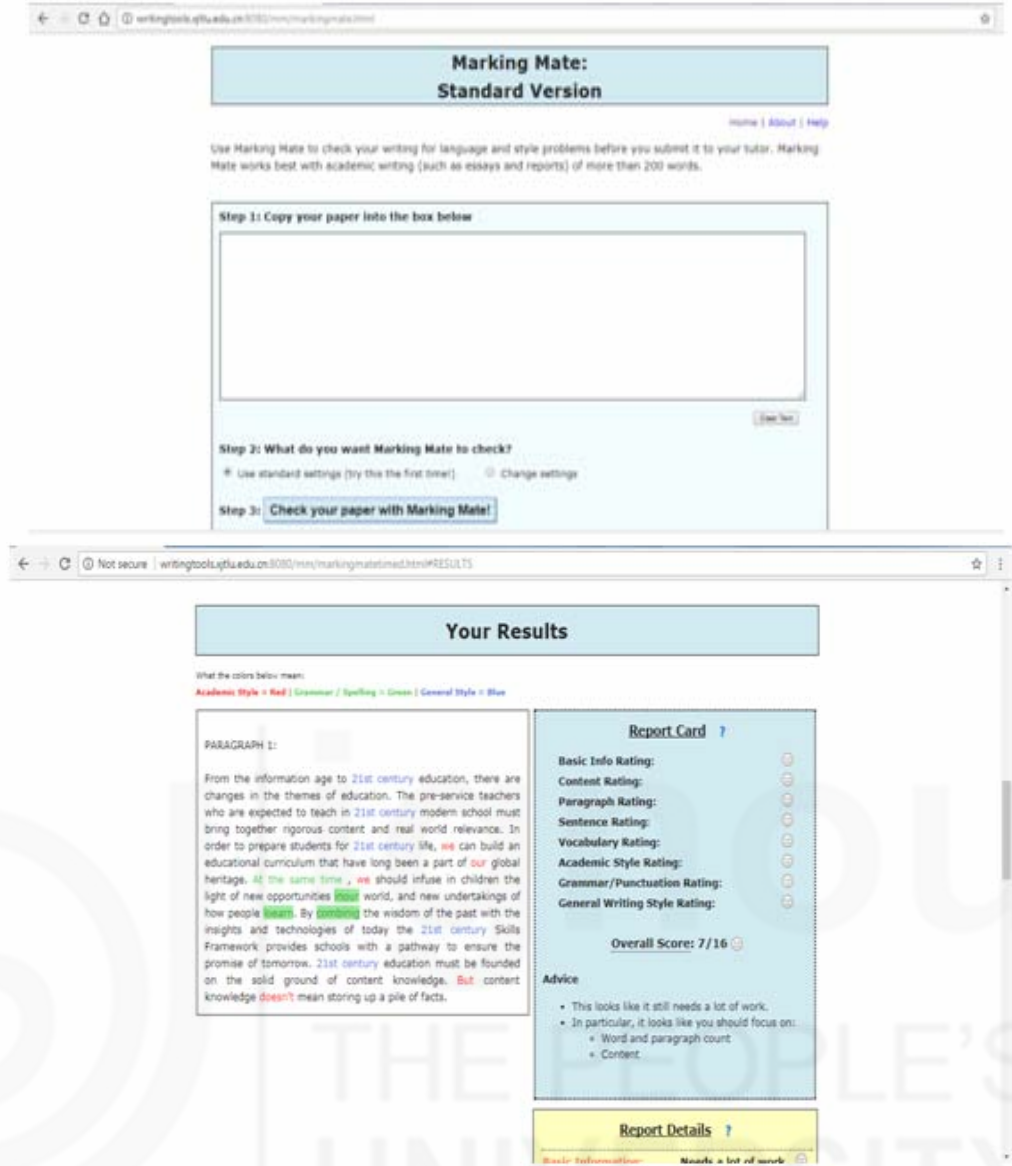 writingtools.xjtlu.edu.cn:8080/mm/markingmate.html
Marking Mate:
Standard Version
Home | About | Help
Use Marking Mate to check your writing for language and style problems before you submit it to your tutor. Marking
Mate works best with academic writing (such as essays and reports) of more than 200 words.
Step 1: Copy your paper into the box below
Clear Text
Step 2: What do you want Marking Mate to check?
Use standard settings (try this the first time!) Change settings
Step 3: Check your paper with Marking Mate!
Not secure | writingtools.xjtlu.edu.cn:8080/mm/markingmatetimed.html#RESULTS
Your Results
What the colors below mean:
Academic Style = Red | Grammar / Spelling = Green | General Style = Blue
PARAGRAPH 1:
From the information age to 21st century education, there are
changes in the themes of education. The pre-service teachers
who are expected to teach in 21st century modern school must
bring together rigorous content and real world relevance. In
order to prepare students for 21st century life, we can build an
educational curriculum that have long been a part of our global
heritage. At the same time , we should infuse in children the
light of new opportunities inour world, and new undertakings of
how people By combing the wisdom of the past with the
insights and technologies of today the 21st century Skills
Framework provides schools with a pathway to ensure the
promise of tomorrow. 21st century education must be founded
on the solid ground of content knowledge. But content
knowledge doesn't mean storing up a pile of facts.
Report Card ?
Basic Info Rating:
Content Rating:
Paragraph Rating:
Sentence Rating:
Vocabulary Rating:
Academic Style Rating:
Grammar/Punctuation Rating:
General Writing Style Rating:
Overall Score: 7/16
Advice
• This looks like it still needs a lot of work.
• In particular, it looks like you should focus on:
Word and paragraph count
Content
Report Details ?
Basic Information: Needs a lot of work
THE PEOPLE'S
UNIVERSITY